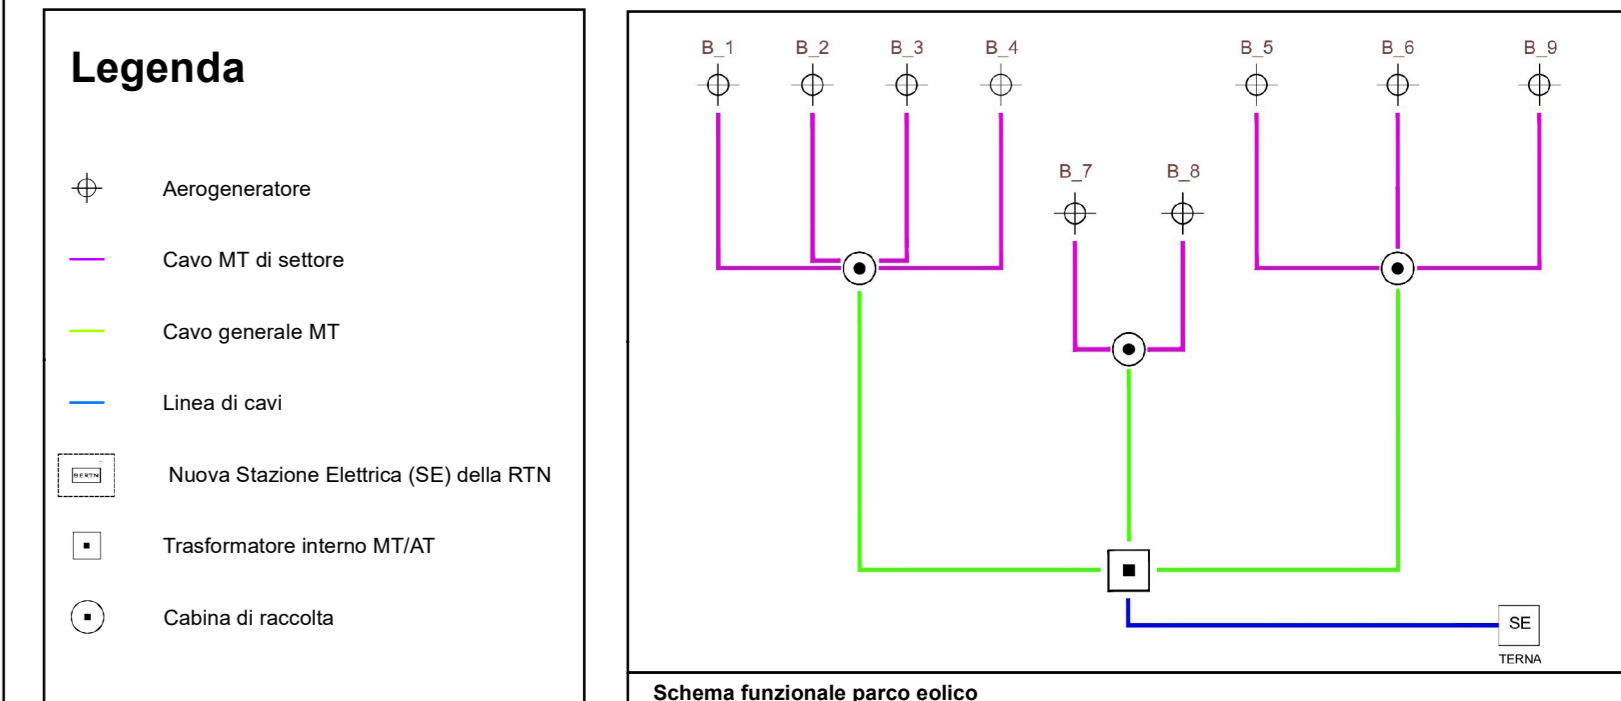 Legenda
Aerogeneratore
Cavo MT di settore
Cavo generale MT
Linea di cavi
Nuova Stazione Elettrica (SE) della RTN
Trasformatore interno MT/AT
Cabina di raccolta
B_1 B_2 B_3 B_4 B_5 B_6 B_9
B_7 B_8
SE
TERNA
Schema funzionale parco eolico